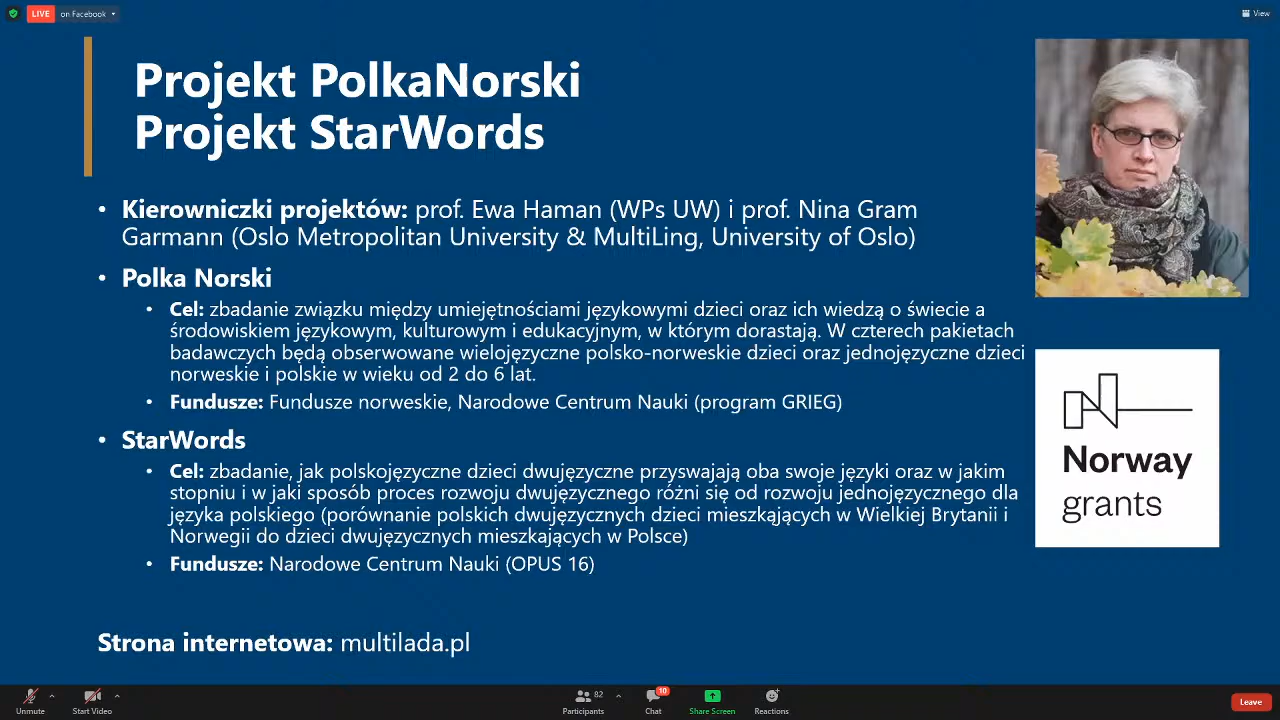 LIVE on Facebook
View
Projekt PolkaNorski
Projekt StarWords
• Kierowniczki projektów: prof. Ewa Haman (WPs UW) i prof. Nina Gram
Garmann (Oslo Metropolitan University & MultiLing, University of Oslo)
• Polka Norski
• Cel: zbadanie związku między umiejętnościami językowymi dzieci oraz ich wiedzą o świecie a
środowiskiem językowym, kulturowym i edukacyjnym, w którym dorastają. W czterech pakietach
badawczych będą obserwowane wielojęzyczne polsko-norweskie dzieci oraz jednojęzyczne dzieci
norweskie i polskie w wieku od 2 do 6 lat.
• Fundusze: Fundusze norweskie, Narodowe Centrum Nauki (program GRIEG)
• StarWords
• Cel: zbadanie, jak polskojęzyczne dzieci dwujęzyczne przyswajają oba swoje języki oraz w jakim
stopniu i w jaki sposób proces rozwoju dwujęzycznego różni się od rozwoju jednojęzycznego dla
języka polskiego (porównanie polskich dwujęzycznych dzieci mieszkąjących w Wielkiej Brytanii i
Norwegii do dzieci dwujęzycznych mieszkających w Polsce)
• Fundusze: Narodowe Centrum Nauki (OPUS 16)
Strona internetowa: multilada.pl
Norway
grants
Unmute
Start Video
82
Participants
10
Chat
Share Screen
Reactions
Leave